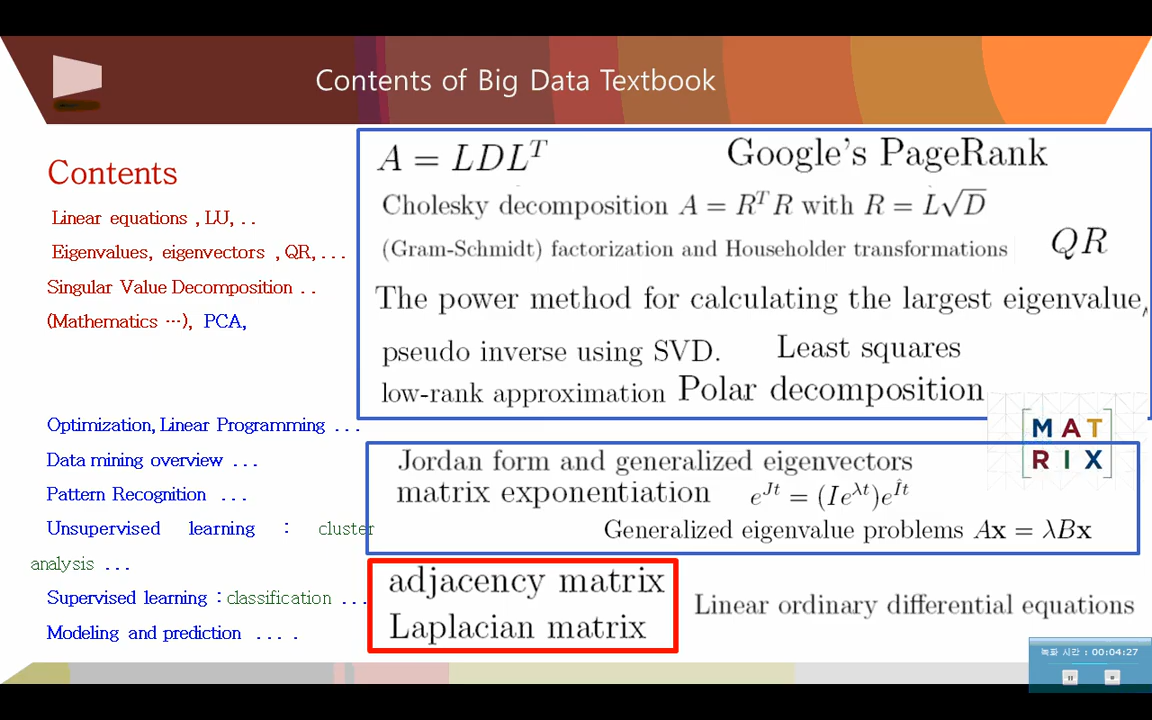 Contents of Big Data Textbook
Contents
Linear equations , LU, . .
Eigenvalues, eigenvectors , QR, . . .
Singular Value Decomposition . .
(Mathematics ⋯), PCA,
Optimization, Linear Programming . . .
Data mining overview . . .
Pattern Recognition . . .
Unsupervised learning : cluster
analysis . . .
Supervised learning : classification . . .
Modeling and prediction . . . .
A = LDL^T
Google's PageRank
Cholesky decomposition A = R^T R with R = L√D
(Gram-Schmidt) factorization and Householder transformations
QR
The power method for calculating the largest eigenvalue,
pseudo inverse using SVD.
Least squares
low-rank approximation
Polar decomposition
MAT
RIX
Jordan form and generalized eigenvectors
matrix exponentiation
e^{Jt} = (Ie^{λt})e^{Ît}
Generalized eigenvalue problems Ax = λBx
adjacency matrix
Laplacian matrix
Linear ordinary differential equations
녹화 시간 : 00:04:27